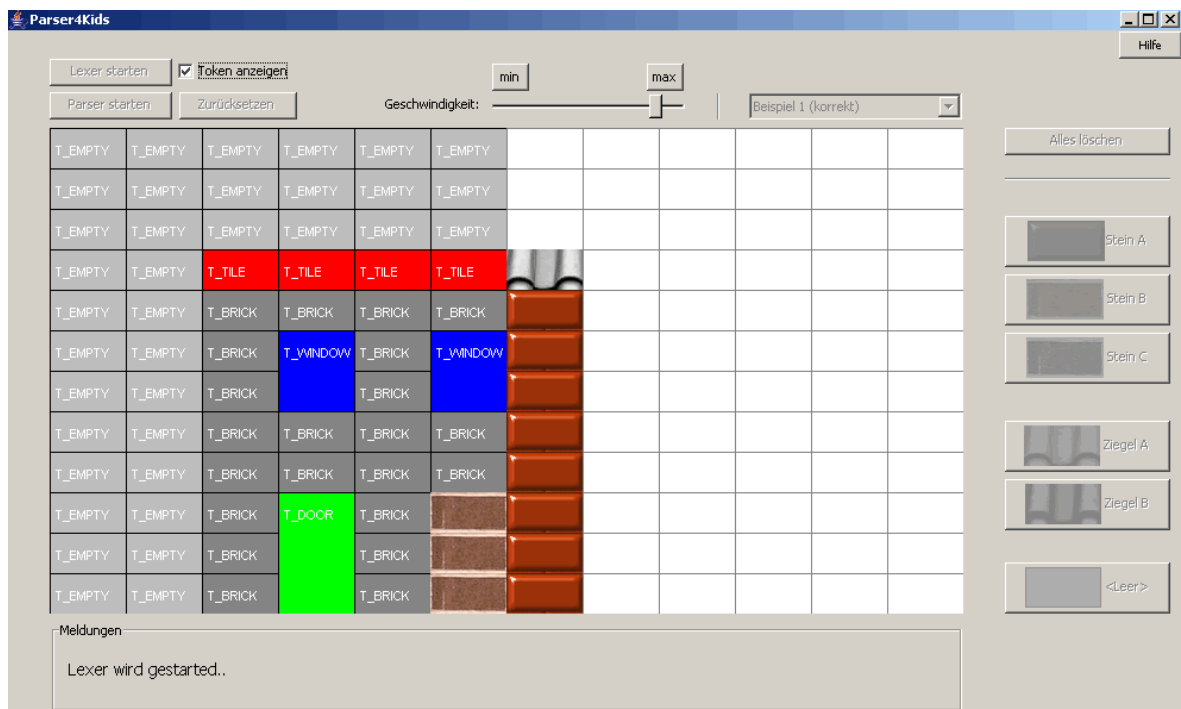 Parser4Kids
Hilfe
Lexer starten Token anzeigen min max
Parser starten Zurücksetzen Geschwindigkeit: Beispiel 1 (korrekt)
Alles löschen
T_EMPTY T_EMPTY T_EMPTY T_EMPTY T_EMPTY T_EMPTY
T_EMPTY T_EMPTY T_EMPTY T_EMPTY T_EMPTY T_EMPTY
T_EMPTY T_EMPTY T_EMPTY T_EMPTY T_EMPTY T_EMPTY
Stein A
T_EMPTY T_EMPTY T_TILE T_TILE T_TILE T_TILE
T_EMPTY T_EMPTY T_BRICK T_BRICK T_BRICK T_BRICK
Stein B
T_EMPTY T_EMPTY T_BRICK T_WINDOW T_BRICK T_WINDOW
Stein C
T_EMPTY T_EMPTY T_BRICK T_BRICK
T_EMPTY T_EMPTY T_BRICK T_BRICK T_BRICK T_BRICK
Ziegel A
T_EMPTY T_EMPTY T_BRICK T_BRICK T_BRICK T_BRICK
Ziegel B
T_EMPTY T_EMPTY T_BRICK T_DOOR T_BRICK
T_EMPTY T_EMPTY T_BRICK T_BRICK
<Leer>
T_EMPTY T_EMPTY T_BRICK T_BRICK
Meldungen
Lexer wird gestarted..